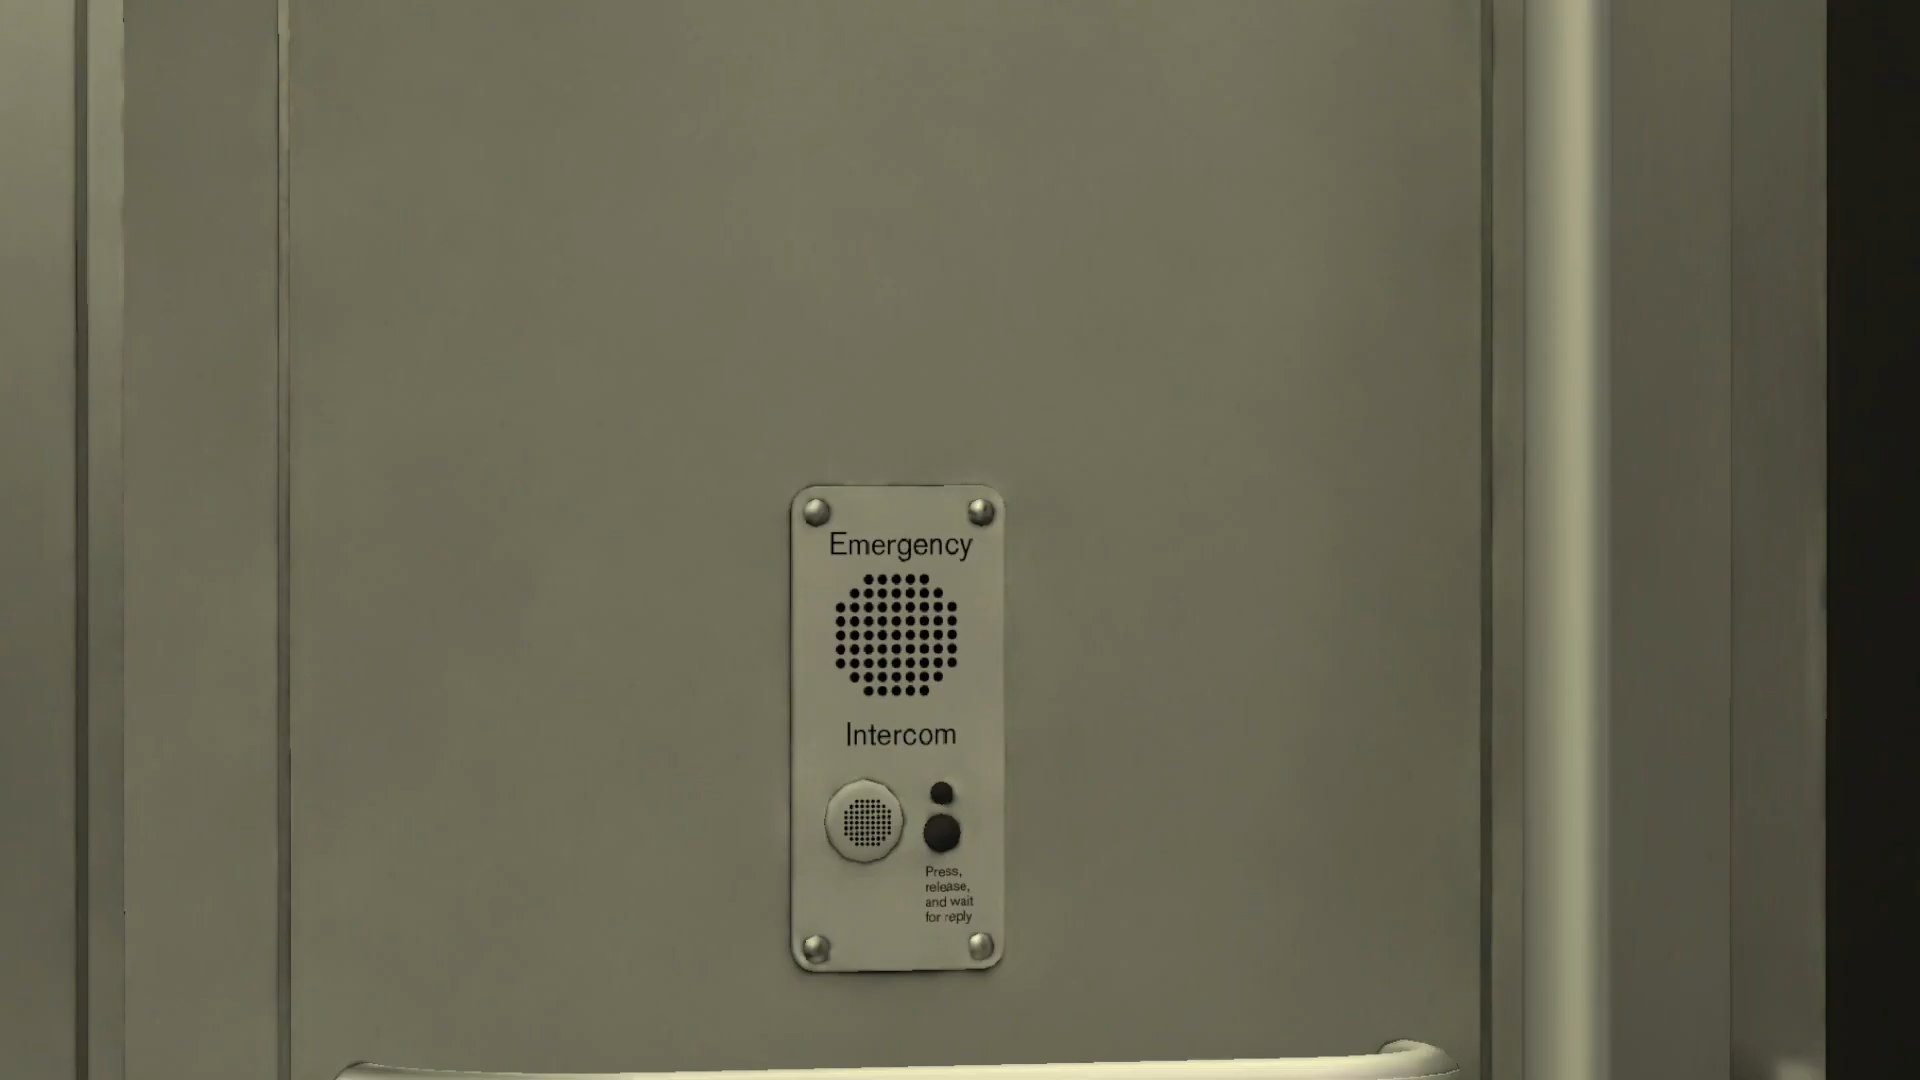 Emergency
Intercom
Press,
release,
and wait
for reply